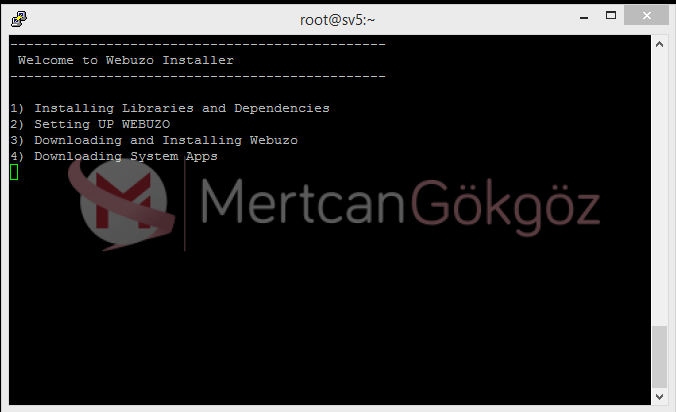 root@sv5:~
-----------------------------------------------
Welcome to Webuzo Installer
-----------------------------------------------
1) Installing Libraries and Dependencies
2) Setting UP WEBUZO
3) Downloading and Installing Webuzo
4) Downloading System Apps
M MertcanGökgöz